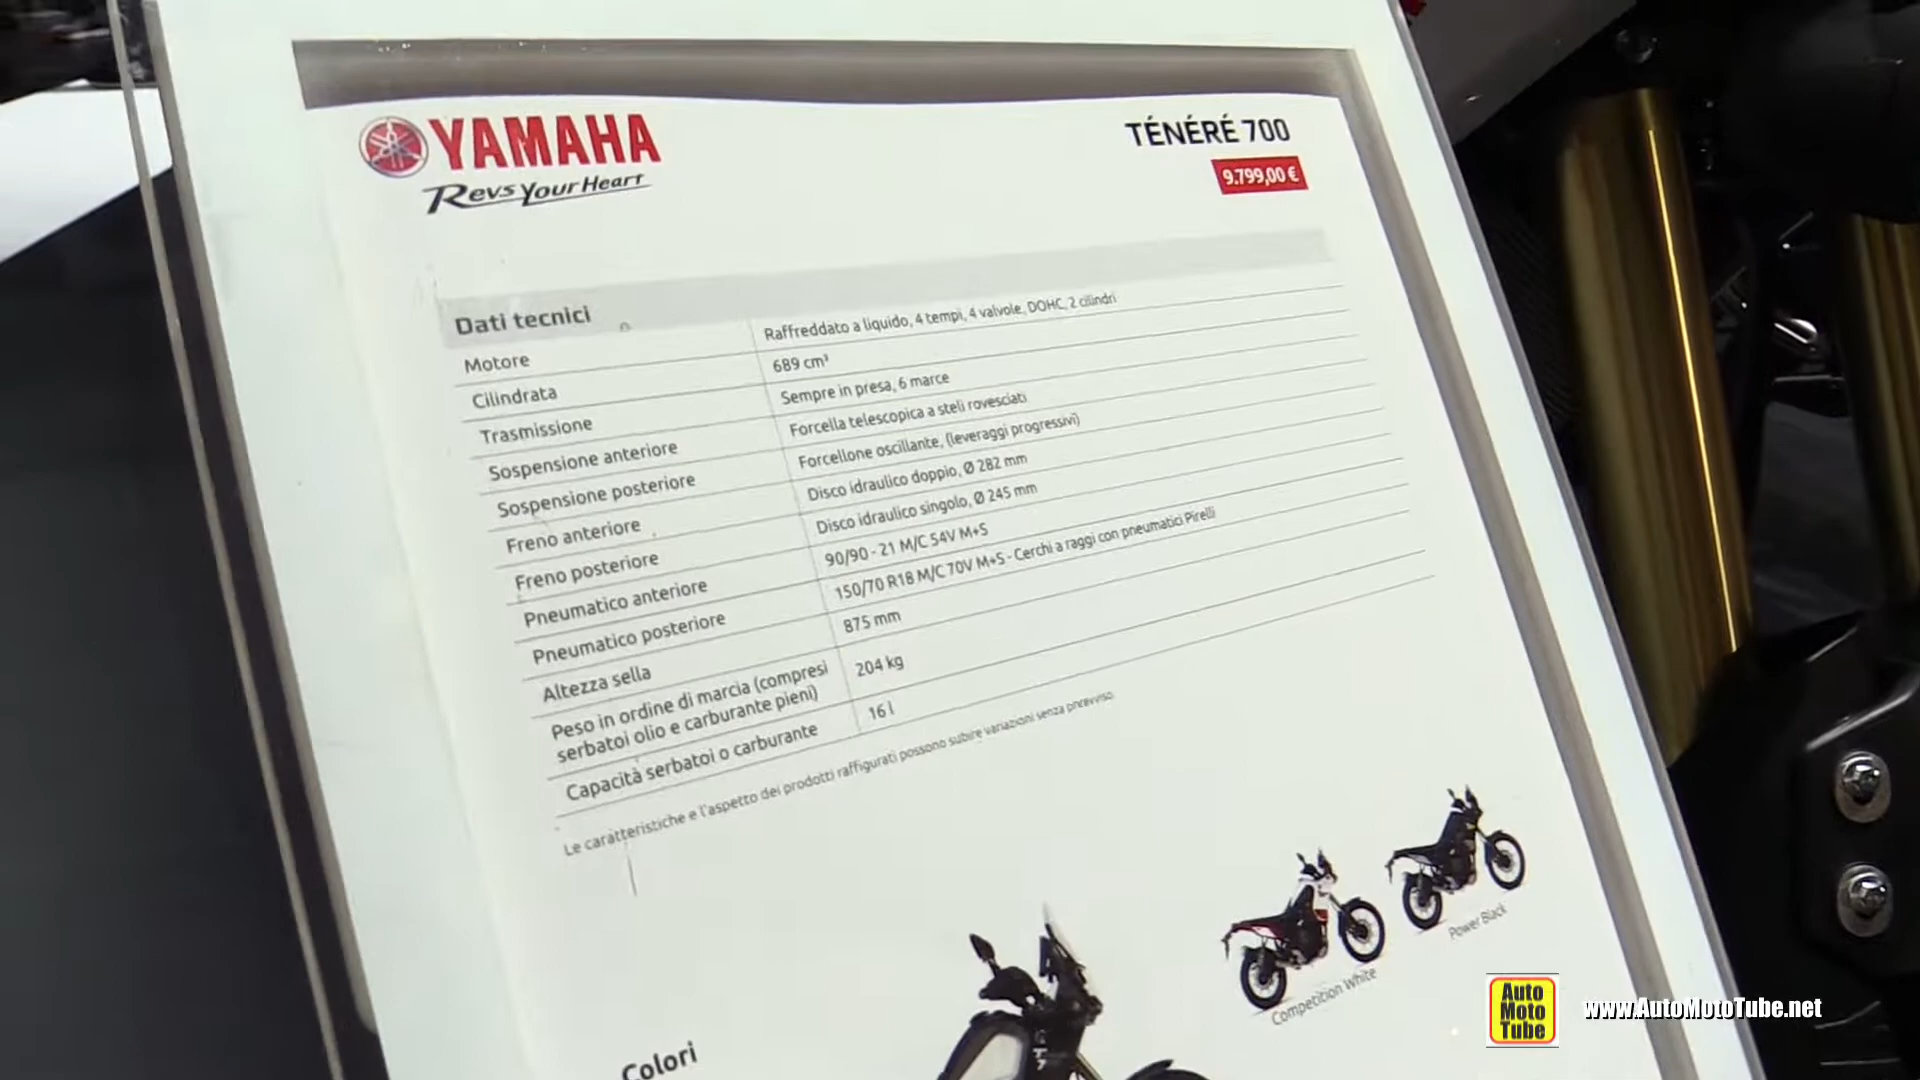 YAMAHA
Revs Your Heart
TÉNÉRÉ 700
9.799,00 €
Dati tecnici
Motore Raffreddato a liquido, 4 tempi, 4 valvole, DOHC, 2 cilindri
Cilindrata 689 cm³
Trasmissione Sempre in presa, 6 marce
Sospensione anteriore Forcella telescopica a steli rovesciati
Sospensione posteriore Forcellone oscillante, (leveraggi progressivi)
Freno anteriore Disco idraulico doppio, Ø 282 mm
Freno posteriore Disco idraulico singolo, Ø 245 mm
Pneumatico anteriore 90/90 - 21 M/C 54V M+S
Pneumatico posteriore 150/70 R18 M/C 70V M+S - Cerchi a raggi con pneumatici Pirelli
Altezza sella 875 mm
Peso in ordine di marcia (compresi
serbatoi olio e carburante pieni) 204 kg
Capacità serbatoi o carburante 16 l
Le caratteristiche e l'aspetto dei prodotti raffigurati possono subire variazioni senza preavviso
Power Black
Competition White
Colori
Auto
Moto
Tube
www.AutoMotoTube.net